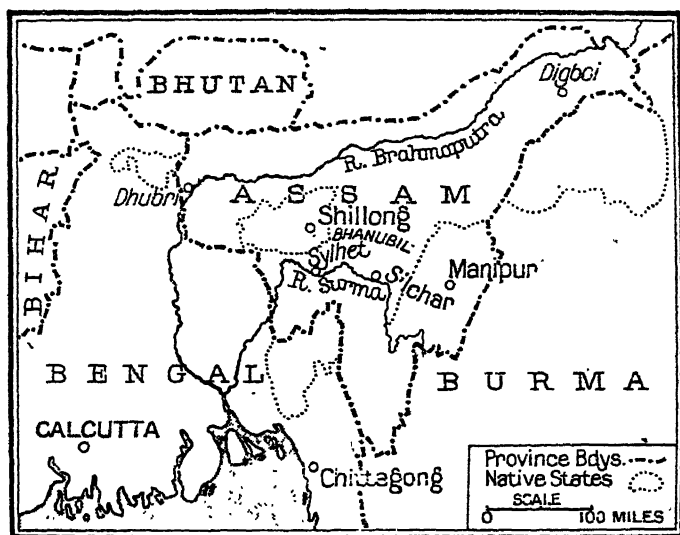 BHUTAN
Digboi
R. Brahmaputra
BIHAR
Dhubri
ASSAM
Shillong
BHANUBIL
Sylhet
Silchar
Manipur
R. Surma
BENGAL
BURMA
CALCUTTA
Chittagong
Province Bdys.
Native States
SCALE
0 100 MILES